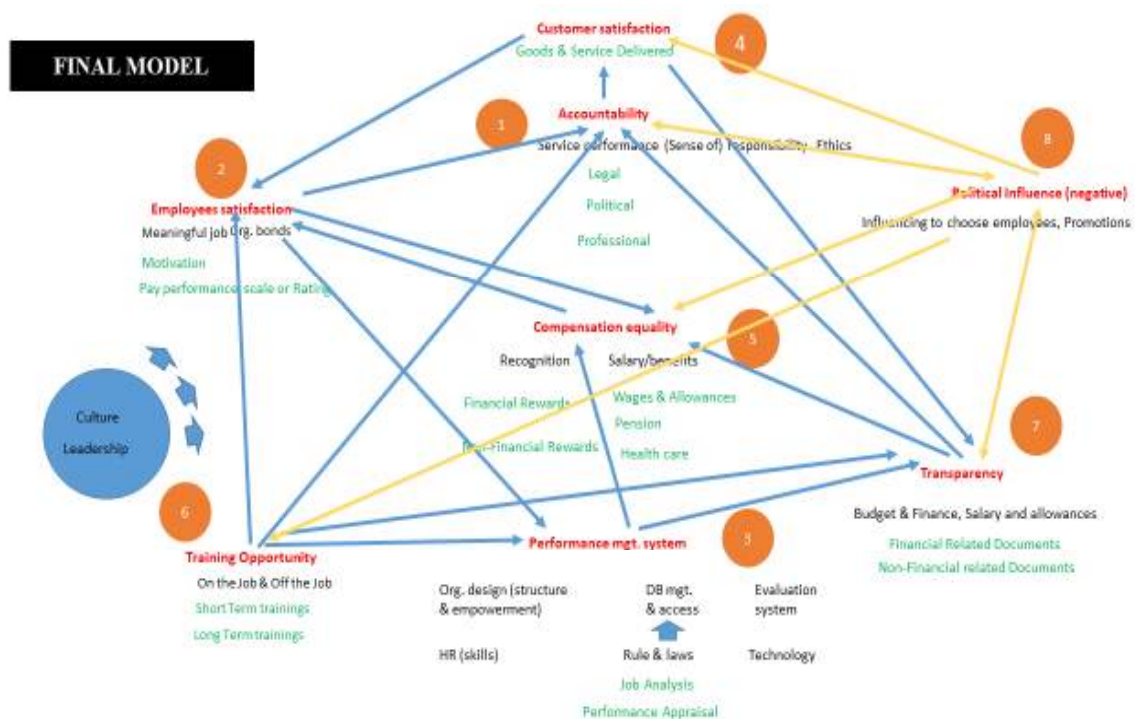 Customer satisfaction
4
Goods & Service Delivered
FINAL MODEL
Accountability
1
Service performance (Sense of) responsibility Ethics
8
2
Legal
Political Influence (negative)
Employees satisfaction
Political
Influencing to choose employees, Promotions
Meaningful job Org. bonds
Professional
Motivation
Pay performance scale or Rating
Compensation equality
5
Recognition Salary/benefits
Financial Rewards
Wages & Allowances
Culture
Pension
Leadership
Non-Financial Rewards
Health care
7
Transparency
6
Budget & Finance, Salary and allowances
Training Opportunity
Performance mgt. system
3
Financial Related Documents
On the Job & Off the Job
Non-Financial related Documents
Short Term trainings
Org. design (structure
& empowerment)
DB mgt.
& access
Evaluation
system
Long Term trainings
HR (skills)
Rule & laws
Technology
Job Analysis
Performance Appraisal